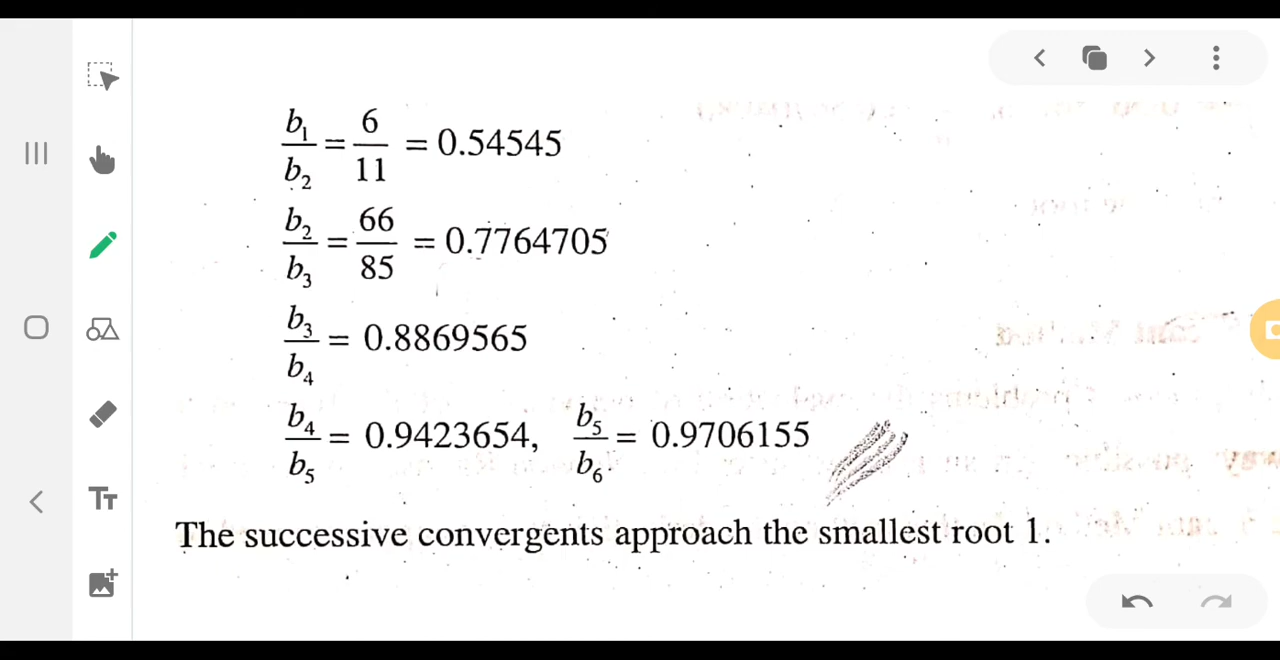 b₁/b₂ = 6/11 = 0.54545
b₂/b₃ = 66/85 = 0.7764705
b₃/b₄ = 0.8869565
b₄/b₅ = 0.9423654, b₅/b₆ = 0.9706155
The successive convergents approach the smallest root 1.